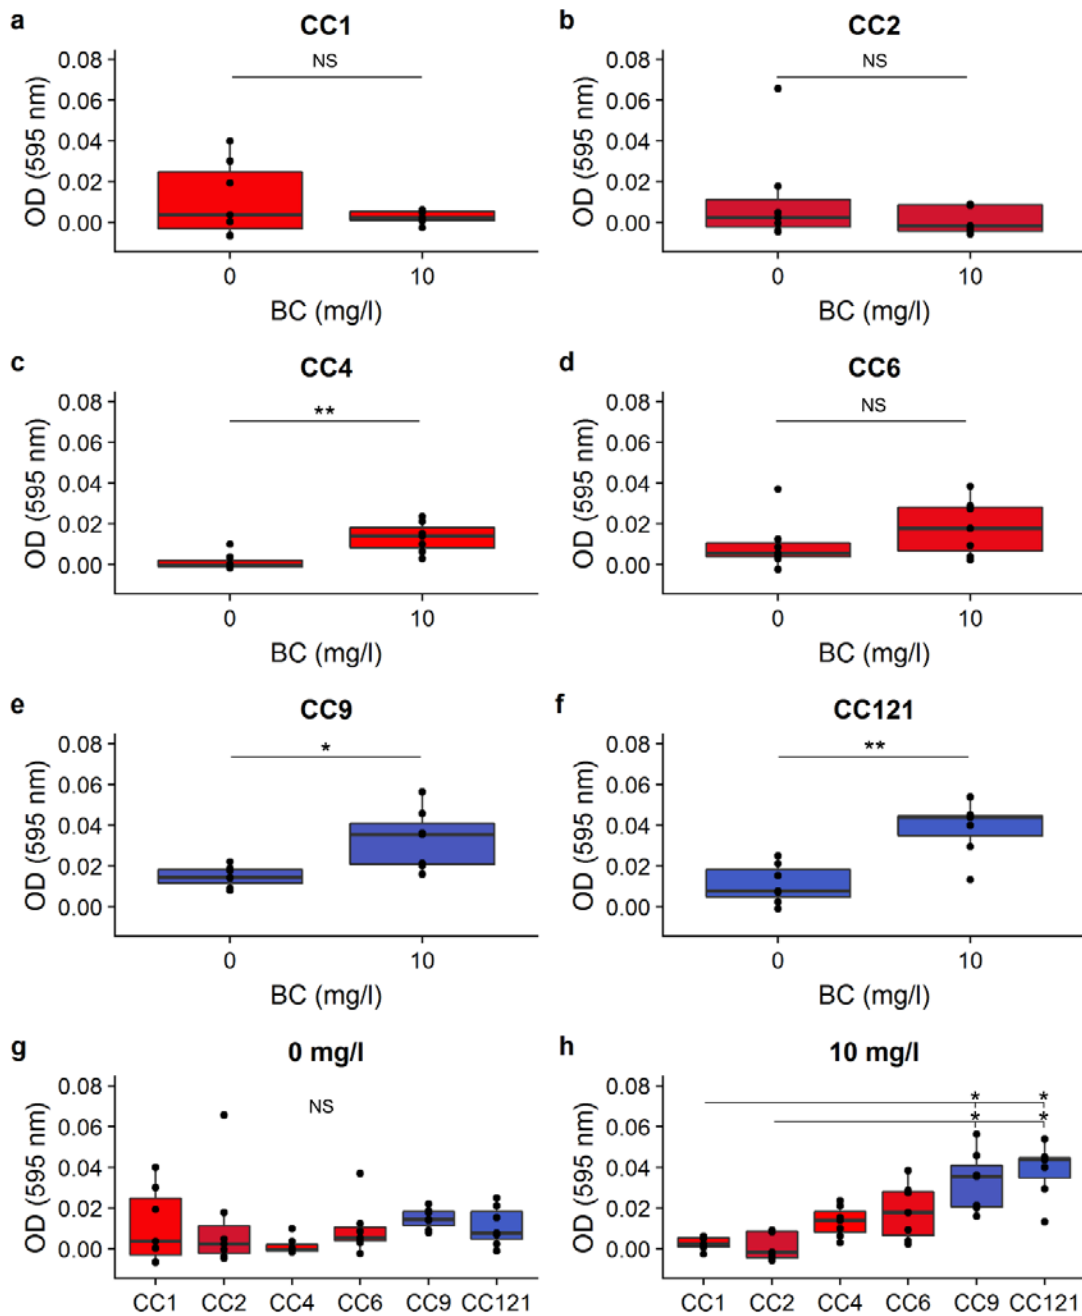 a CC1 b CC2
0.08 NS 0.08 NS
0.06 0.06
OD (595 nm) 0.04 OD (595 nm) 0.04
0.02 0.02
0.00 0.00
0 10 0 10
BC (mg/l) BC (mg/l)
c CC4 d CC6
0.08 ** 0.08 NS
0.06 0.06
OD (595 nm) 0.04 OD (595 nm) 0.04
0.02 0.02
0.00 0.00
0 10 0 10
BC (mg/l) BC (mg/l)
e CC9 f CC121
0.08 * 0.08 **
0.06 0.06
OD (595 nm) 0.04 OD (595 nm) 0.04
0.02 0.02
0.00 0.00
0 10 0 10
BC (mg/l) BC (mg/l)
g 0 mg/l h 10 mg/l
0.08 NS 0.08 * *
0.06 0.06 * *
OD (595 nm) 0.04 OD (595 nm) 0.04
0.02 0.02
0.00 0.00
CC1 CC2 CC4 CC6 CC9 CC121 CC1 CC2 CC4 CC6 CC9 CC121